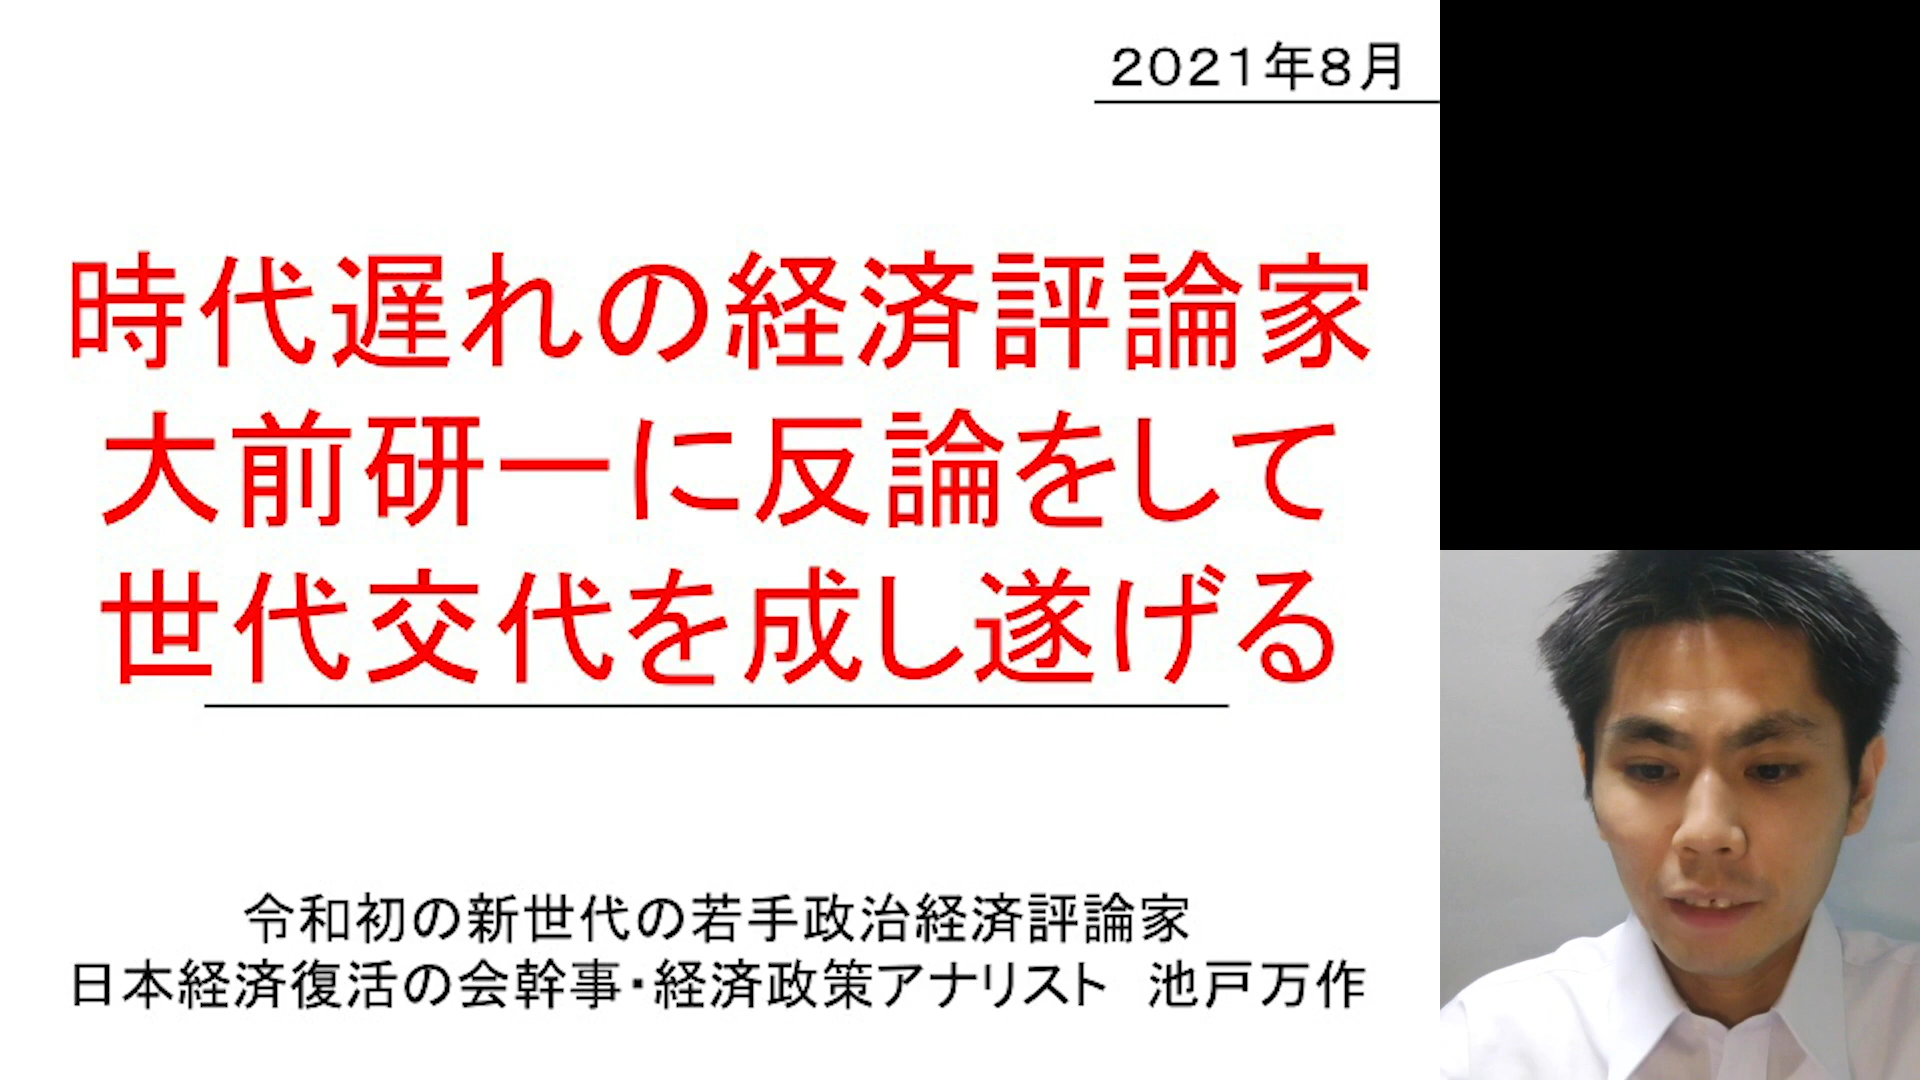 2021年8月
時代遅れの経済評論家
大前研一に反論をして
世代交代を成し遂げる
令和初の新世代の若手政治経済評論家
日本経済復活の会幹事・経済政策アナリスト　池戸万作